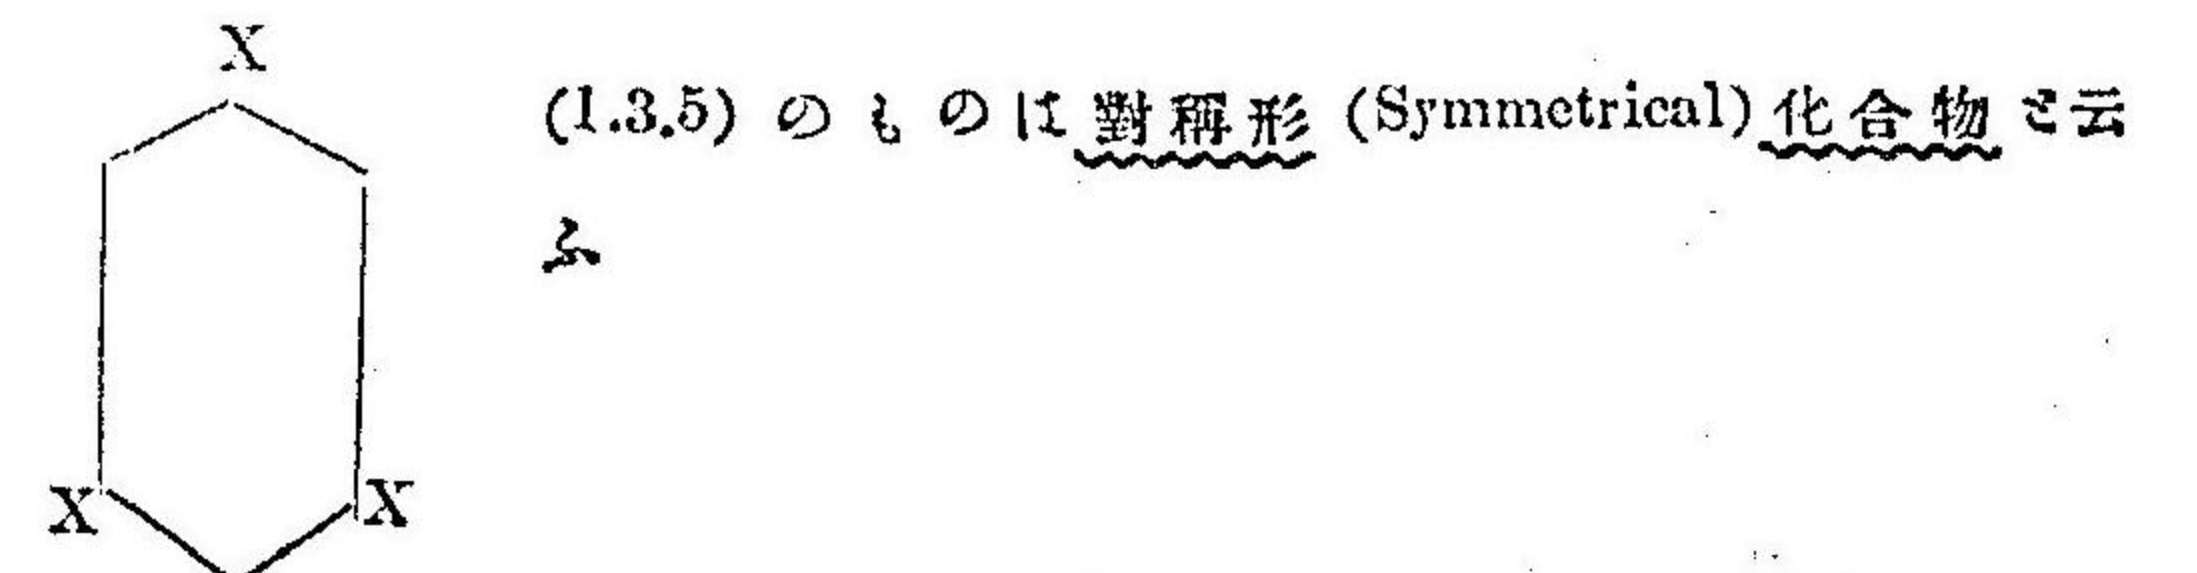 X
(1.3.5) のものは對稱形 (Symmetrical) 化合物と云
ふ
X X